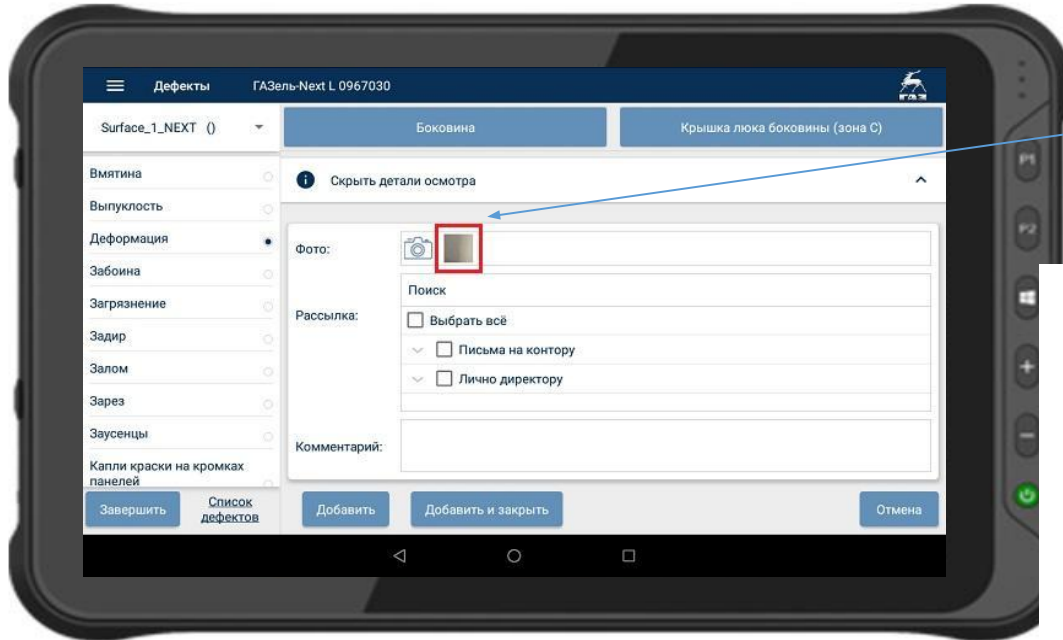 Дефекты ГАЗель-Next L 0967030
ГАЗ
Surface_1_NEXT ()
Боковина
Крышка люка боковины (зона С)
Вмятина
Выпуклость
Деформация
Забоина
Загрязнение
Задир
Залом
Зарез
Заусенцы
Капли краски на кромках
панелей
Завершить
Список
дефектов
Скрыть детали осмотра
Фото:
Рассылка:
Поиск
Выбрать всё
Письма на контору
Лично директору
Комментарий:
Добавить
Добавить и закрыть
Отмена
P1
P2